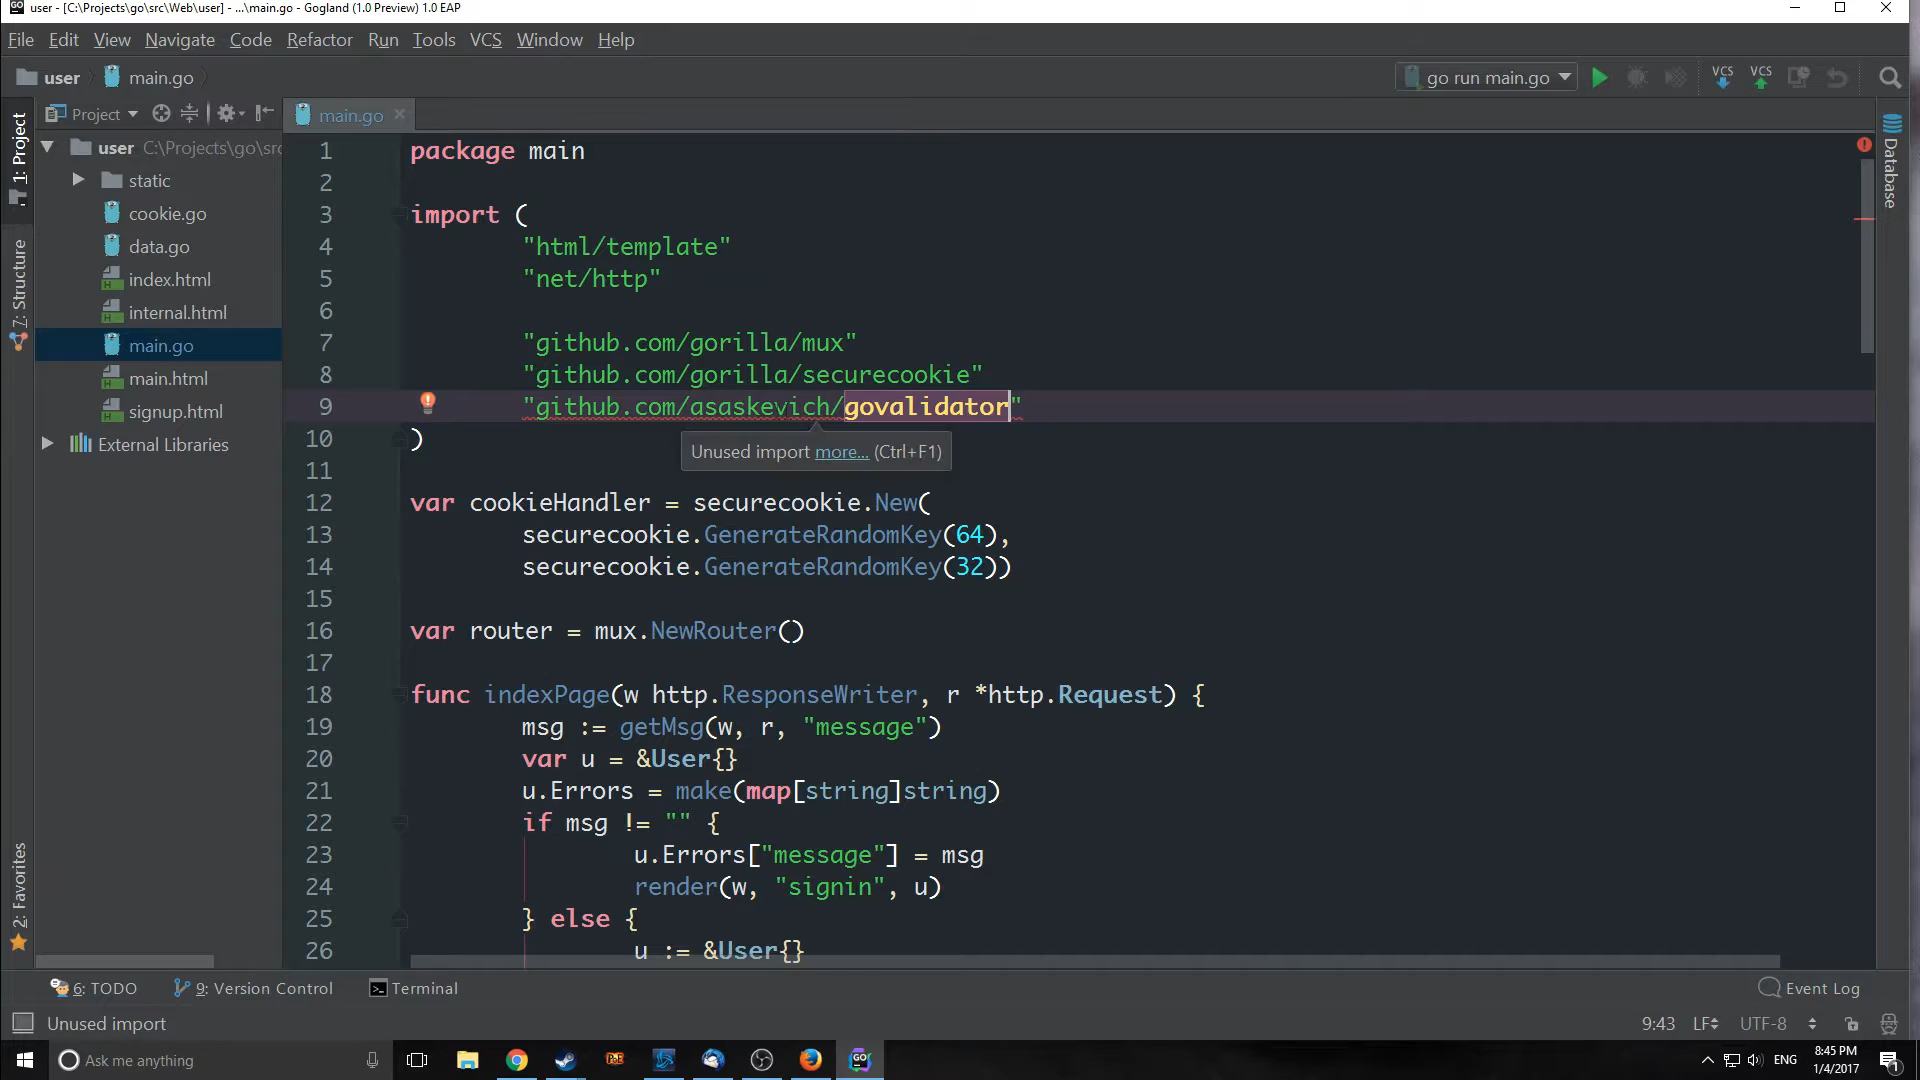 user - [C:\Projects\go\src\Web\user] - ...\main.go - Gogland (1.0 Preview) 1.0 EAP
File Edit View Navigate Code Refactor Run Tools VCS Window Help
user main.go go run main.go VCS VCS
Project main.go
1: Project
7: Structure
2: Favorites
Database
user C:\Projects\go\src
static
cookie.go
data.go
index.html
internal.html
main.go
main.html
signup.html
External Libraries
1 package main
2
3 import (
4 "html/template"
5 "net/http"
6
7 "github.com/gorilla/mux"
8 "github.com/gorilla/securecookie"
9 "github.com/asaskevich/govalidator"
10 )
Unused import more... (Ctrl+F1)
11
12 var cookieHandler = securecookie.New(
13 securecookie.GenerateRandomKey(64),
14 securecookie.GenerateRandomKey(32))
15
16 var router = mux.NewRouter()
17
18 func indexPage(w http.ResponseWriter, r *http.Request) {
19 msg := getMsg(w, r, "message")
20 var u = &User{}
21 u.Errors = make(map[string]string)
22 if msg != "" {
23 u.Errors["message"] = msg
24 render(w, "signin", u)
25 } else {
26 u := &User{}
6: TODO 9: Version Control Terminal Event Log
Unused import 9:43 LF UTF-8
Ask me anything ENG 8:45 PM
1/4/2017